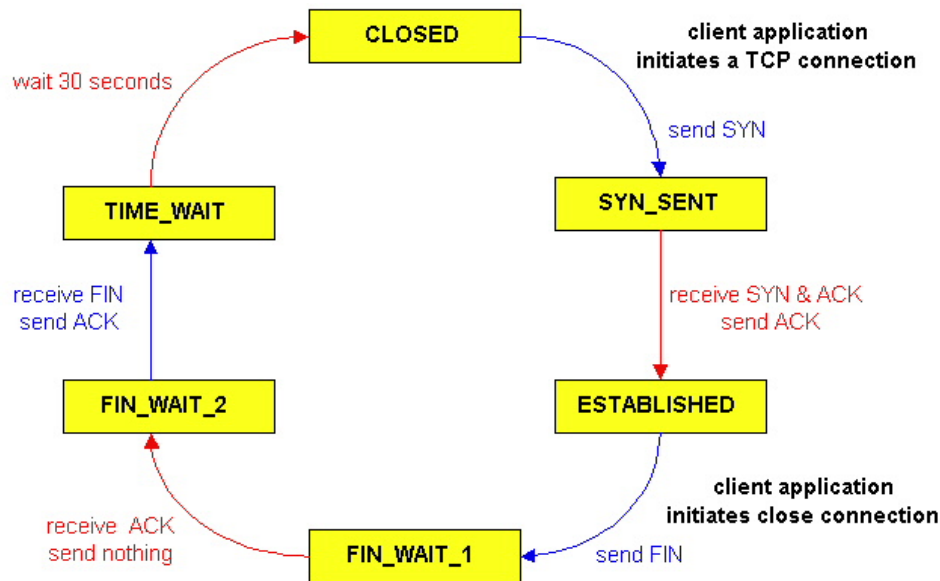 CLOSED
client application
initiates a TCP connection
wait 30 seconds
send SYN
TIME_WAIT
SYN_SENT
receive FIN
send ACK
receive SYN & ACK
send ACK
FIN_WAIT_2
ESTABLISHED
client application
initiates close connection
receive ACK
send nothing
FIN_WAIT_1
send FIN